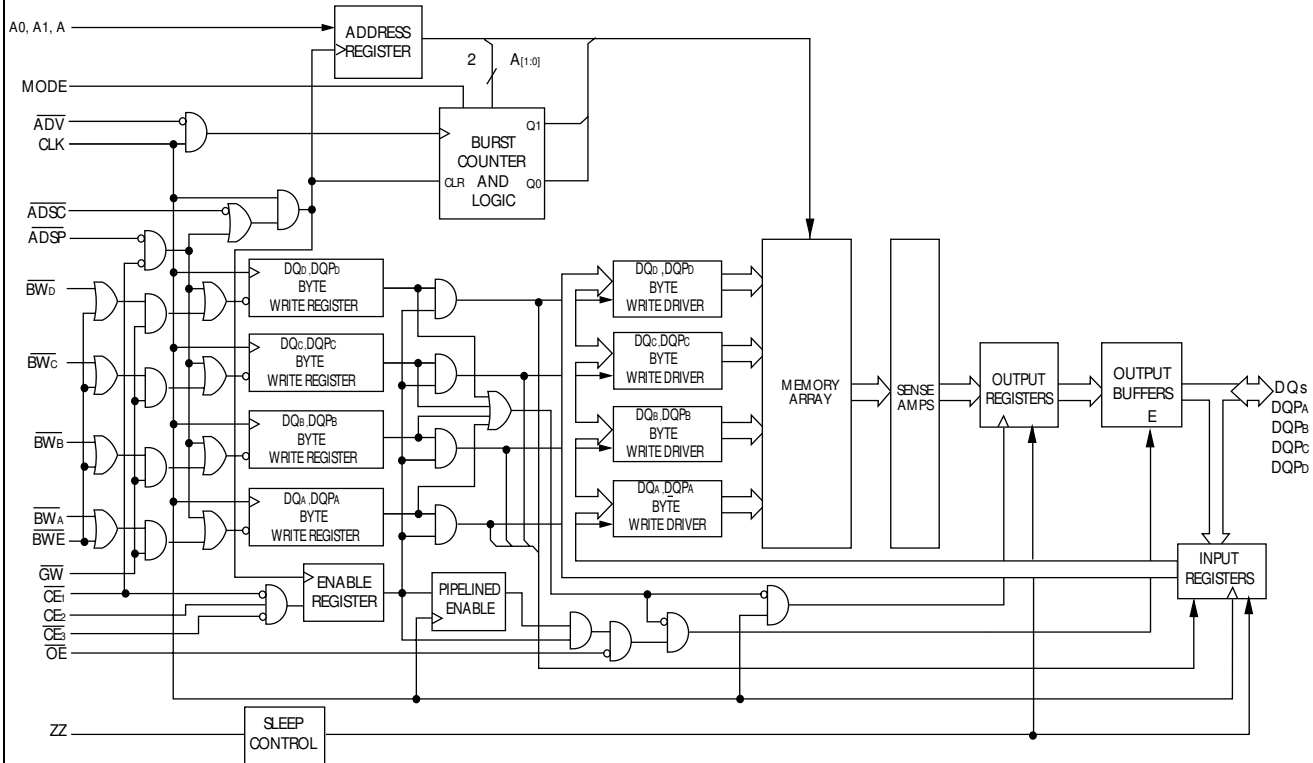 A0, A1, A
ADDRESS
REGISTER
2
A[1:0]
MODE
ADV
CLK
BURST
COUNTER
AND
LOGIC
CLR
Q1
Q0
ADSC
ADSP
BWD
DQD,DQPD
BYTE
WRITE REGISTER
DQD,DQPD
BYTE
WRITE DRIVER
BWC
DQC,DQPC
BYTE
WRITE REGISTER
DQC,DQPC
BYTE
WRITE DRIVER
BWB
DQB,DQPB
BYTE
WRITE REGISTER
DQB,DQPB
BYTE
WRITE DRIVER
BWA
BWE
DQA,DQPA
BYTE
WRITE REGISTER
DQA,DQPA
BYTE
WRITE DRIVER
MEMORY
ARRAY
SENSE
AMPS
OUTPUT
REGISTERS
OUTPUT
BUFFERS
E
DQs
DQPA
DQPB
DQPC
DQPD
INPUT
REGISTERS
GW
CE1
CE2
CE3
OE
ENABLE
REGISTER
PIPELINED
ENABLE
ZZ
SLEEP
CONTROL